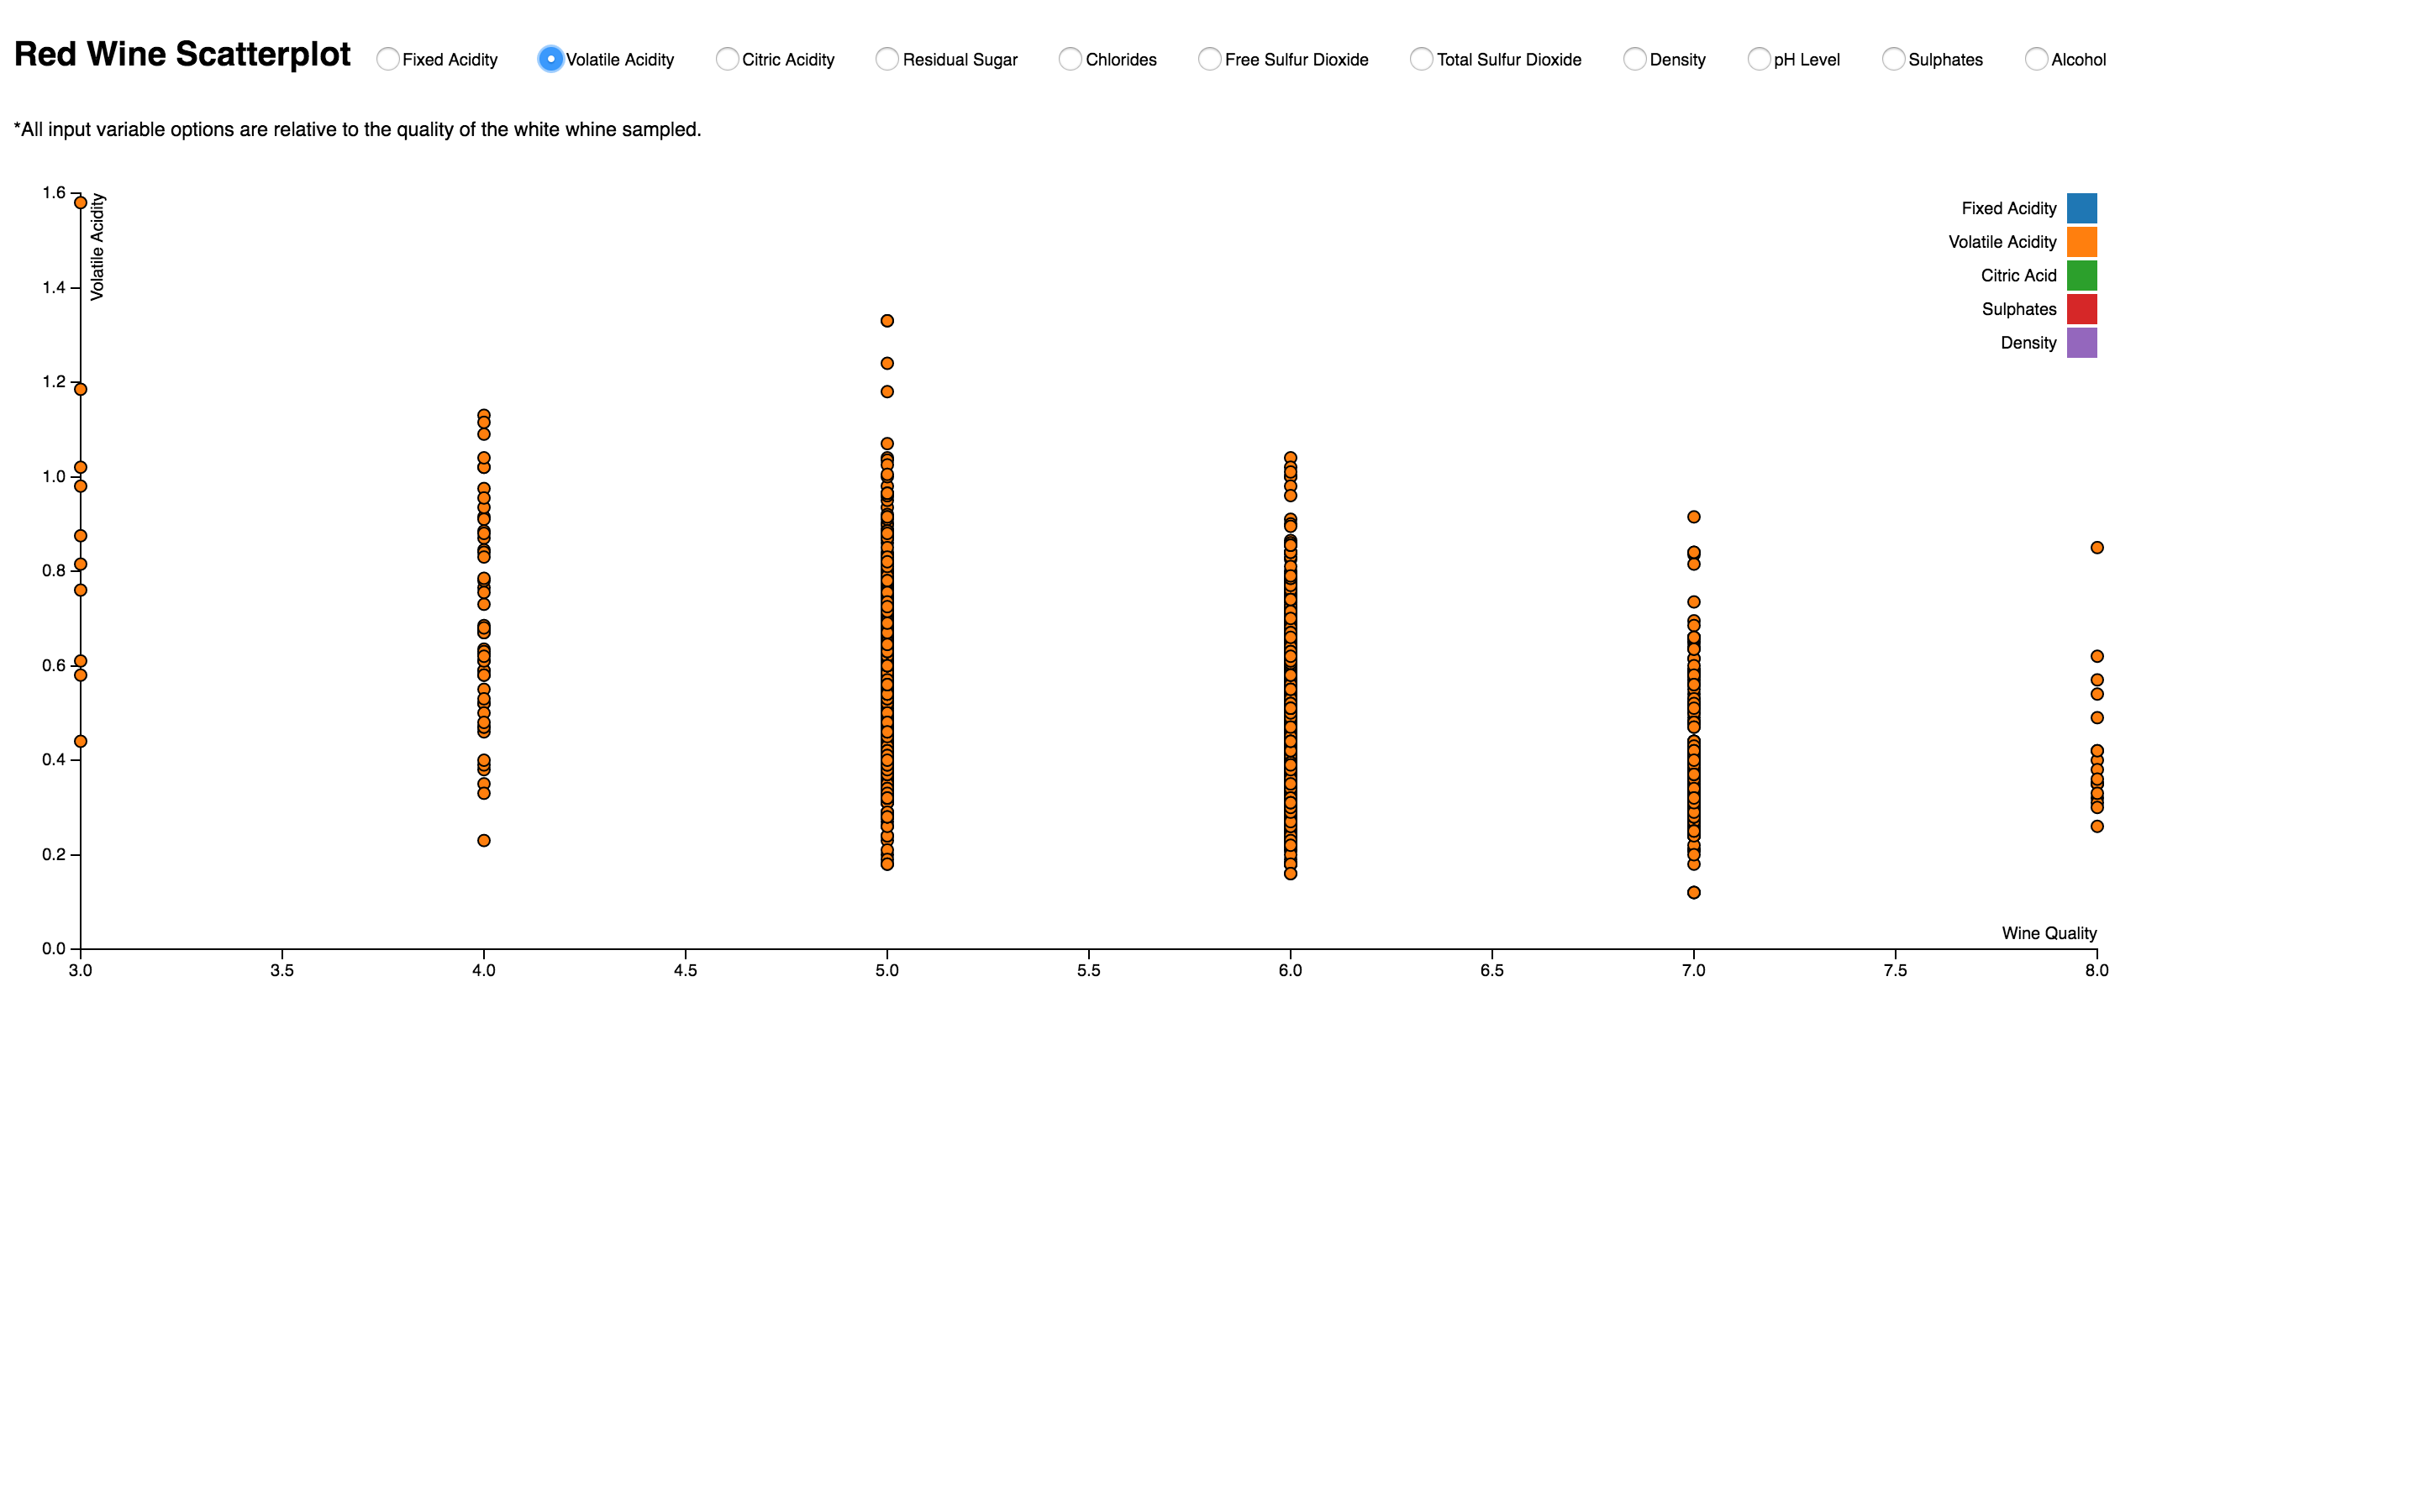 Red Wine Scatterplot Fixed Acidity Volatile Acidity Citric Acidity Residual Sugar Chlorides Free Sulfur Dioxide Total Sulfur Dioxide Density pH Level Sulphates Alcohol
*All input variable options are relative to the quality of the white whine sampled.
1.6
1.4
1.2
1.0
0.8
0.6
0.4
0.2
0.0
Volatile Acidity
Fixed Acidity
Volatile Acidity
Citric Acid
Sulphates
Density
Wine Quality
3.0 3.5 4.0 4.5 5.0 5.5 6.0 6.5 7.0 7.5 8.0